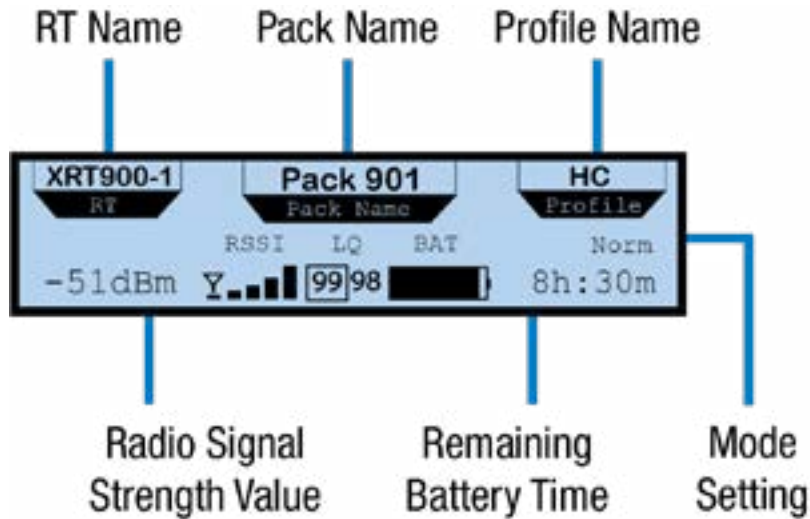 RT Name Pack Name Profile Name
XRT900-1 Pack 901 HC
RT Pack Name Profile
RSSI LQ BAT Norm
-51dBm 99 98 8h:30m
Radio Signal Strength Value
Remaining Battery Time
Mode Setting